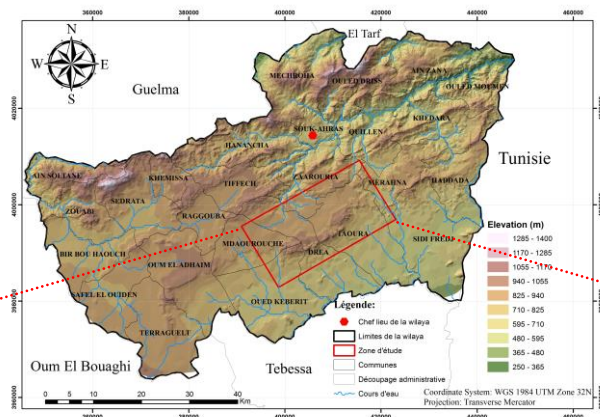 360000 380000 400000 420000 440000 460000
N
W E
S
El Tarf
MECHROHA
OULED DRISS
AIN ZANA
OULED MOUMEN
Guelma
4020000
SOUK-AHRAS
OUILLEN
KHEDARA
HANANCHA
Tunisie
AIN SOLTANE
KHEMISSA
TIFFECH
ZAAROURIA
MERAHNA
HADDADA
4000000
ZOUABI
SEDRATA
RAGGOUBA
Elevation (m)
MDAOUROUCHE
TAOURA
SIDI FREDJ
1285 - 1400
BIR BOU HAOUCH
DREA
1170 - 1285
OUM EL ADHAIM
1055 - 1170
940 - 1055
3980000
SAFEL EL OUIDEN
OUED KEBERIT
Légende:
825 - 940
Chef lieu de la wilaya
710 - 825
TERRAGUELT
Limites de la wilaya
595 - 710
Zone d'étude
480 - 595
Oum El Bouaghi
Tebessa
Communes
365 - 480
Découpage administrative
250 - 365
3960000
0 5 10 20 30 40
Km
Cours d'eau
Coordinate System: WGS 1984 UTM Zone 32N
Projection: Transverse Mercator
360000 380000 400000 420000 440000 460000